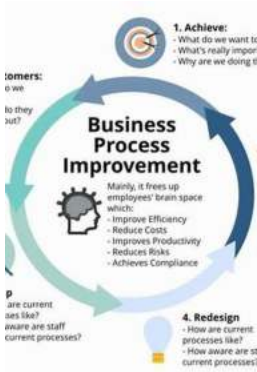 1. Achieve:
- What do we want to
- What's really impor
- Why are we doing th
tomers:
o we
do they
out?
Business
Process
Improvement
Mainly, it frees up
employees' brain space
which:
- Improve Efficiency
- Reduce Costs
- Improves Productivity
- Reduces Risks
- Achieves Compliance
p
are current
ses like?
aware are staff
current processes?
4. Redesign
- How are current
processes like?
- How aware are st
current processes?